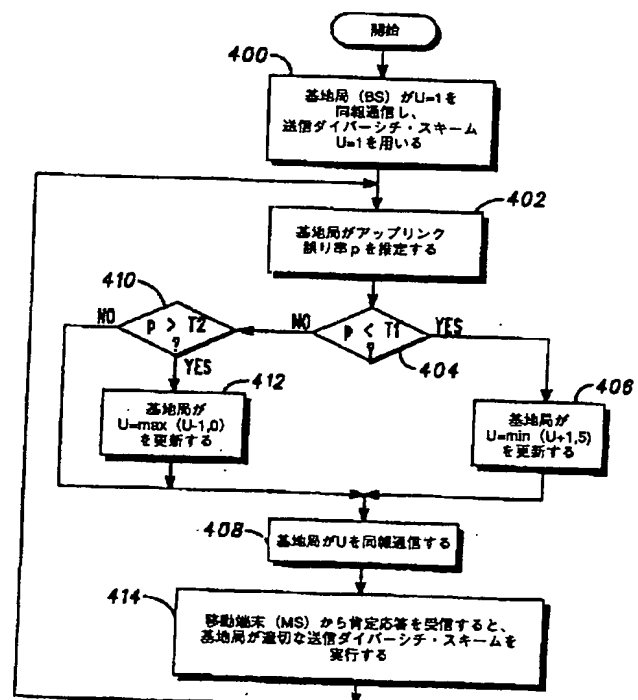 開始
400
基地局（BS）がU=1を
同報通信し、
送信ダイバーシチ・スキーム
U=1を用いる
402
基地局がアップリンク
誤り率pを推定する
410
NO
p > T2
?
YES
NO
p < T1
?
YES
404
412
基地局が
U=max (U-1,0)
を更新する
406
基地局が
U=min (U+1,5)
を更新する
408
基地局がUを同報通信する
414
移動端末（MS）から肯定応答を受信すると、
基地局が適切な送信ダイバーシチ・スキームを
実行する